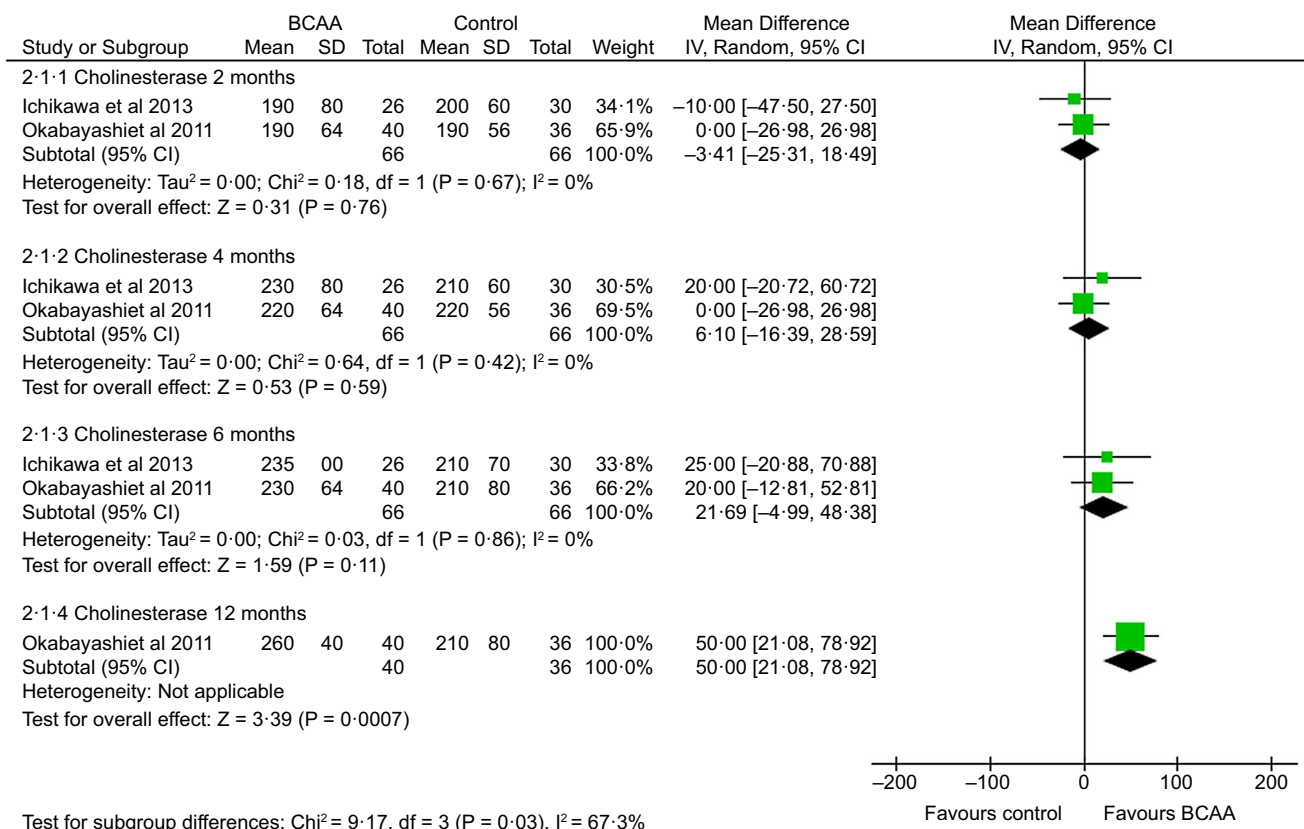 BCAA Control Mean Difference Mean Difference
Study or Subgroup Mean SD Total Mean SD Total Weight IV, Random, 95% CI IV, Random, 95% CI
2·1·1 Cholinesterase 2 months
Ichikawa et al 2013 190 80 26 200 60 30 34·1% –10·00 [–47·50, 27·50]
Okabayashiet al 2011 190 64 40 190 56 36 65·9% 0·00 [–26·98, 26·98]
Subtotal (95% CI) 66 66 100·0% –3·41 [–25·31, 18·49]
Heterogeneity: Tau² = 0·00; Chi² = 0·18, df = 1 (P = 0·67); I² = 0%
Test for overall effect: Z = 0·31 (P = 0·76)
2·1·2 Cholinesterase 4 months
Ichikawa et al 2013 230 80 26 210 60 30 30·5% 20·00 [–20·72, 60·72]
Okabayashiet al 2011 220 64 40 220 56 36 69·5% 0·00 [–26·98, 26·98]
Subtotal (95% CI) 66 66 100·0% 6·10 [–16·39, 28·59]
Heterogeneity: Tau² = 0·00; Chi² = 0·64, df = 1 (P = 0·42); I² = 0%
Test for overall effect: Z = 0·53 (P = 0·59)
2·1·3 Cholinesterase 6 months
Ichikawa et al 2013 235 00 26 210 70 30 33·8% 25·00 [–20·88, 70·88]
Okabayashiet al 2011 230 64 40 210 80 36 66·2% 20·00 [–12·81, 52·81]
Subtotal (95% CI) 66 66 100·0% 21·69 [–4·99, 48·38]
Heterogeneity: Tau² = 0·00; Chi² = 0·03, df = 1 (P = 0·86); I² = 0%
Test for overall effect: Z = 1·59 (P = 0·11)
2·1·4 Cholinesterase 12 months
Okabayashiet al 2011 260 40 40 210 80 36 100·0% 50·00 [21·08, 78·92]
Subtotal (95% CI) 40 36 100·0% 50·00 [21·08, 78·92]
Heterogeneity: Not applicable
Test for overall effect: Z = 3·39 (P = 0·0007)
–200 –100 0 100 200
Favours control Favours BCAA
Test for subgroup differences: Chi² = 9·17, df = 3 (P = 0·03), I² = 67·3%